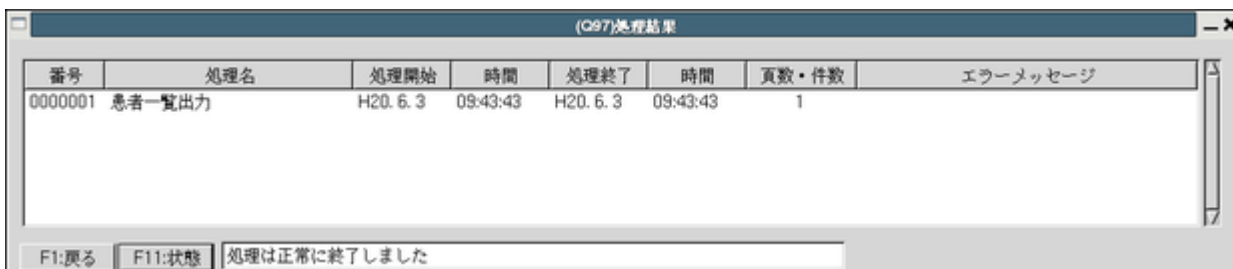 (Q97)処理結果
番号 処理名 処理開始 時間 処理終了 時間 頁数・件数 エラーメッセージ
0000001 患者一覧出力 H20. 6. 3 09:43:43 H20. 6. 3 09:43:43 1
F1:戻る F11:状態 処理は正常に終了しました